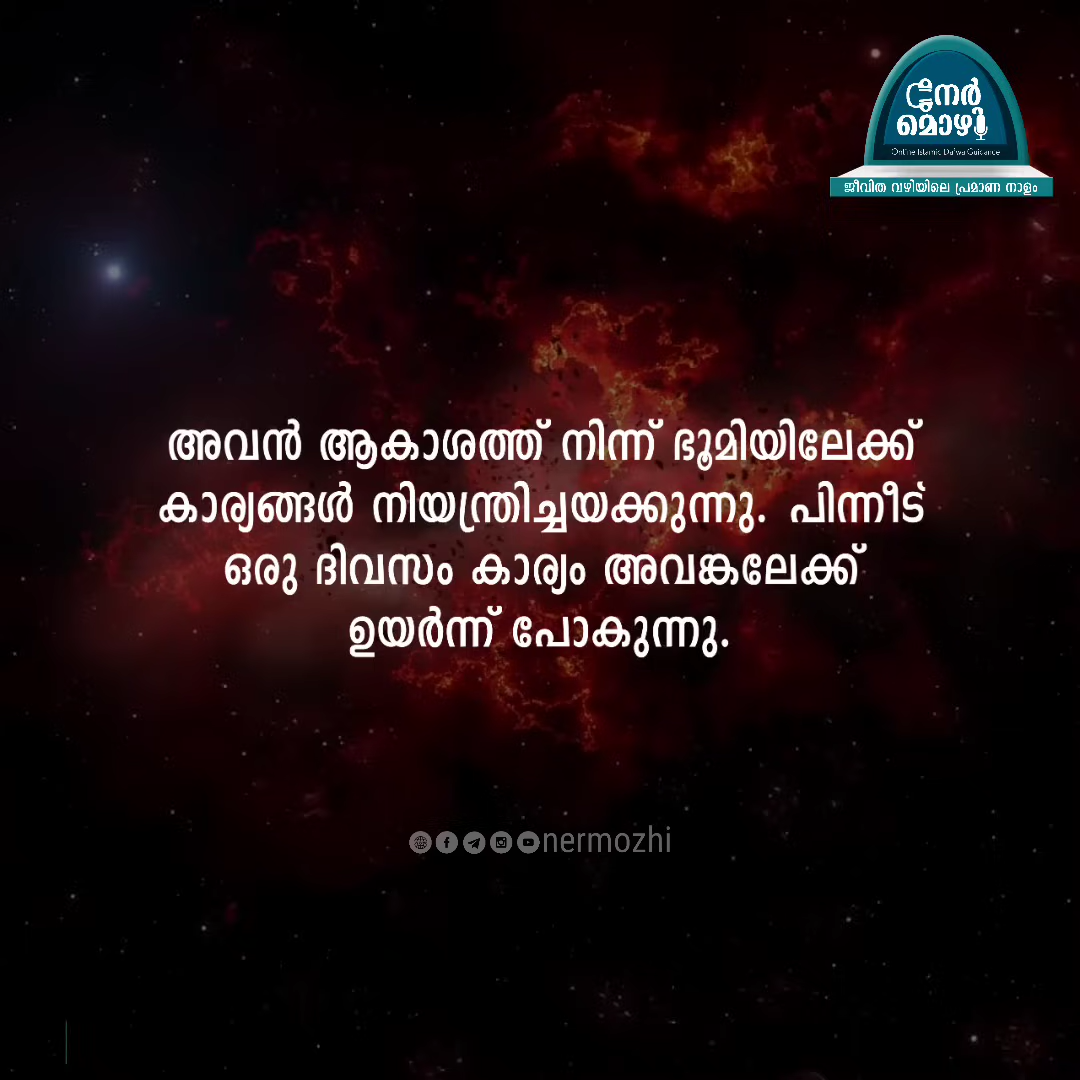 നേർ
മൊഴി
Online Islamic Da'wa Guidance
ജീവിത വഴിയിലെ പ്രമാണ നാളം
അവൻ ആകാശത്ത് നിന്ന് ഭൂമിയിലേക്ക്
കാര്യങ്ങൾ നിയന്ത്രിച്ചയക്കുന്നു. പിന്നീട്
ഒരു ദിവസം കാര്യം അവങ്കലേക്ക്
ഉയർന്ന് പോകുന്നു.
nermozhi